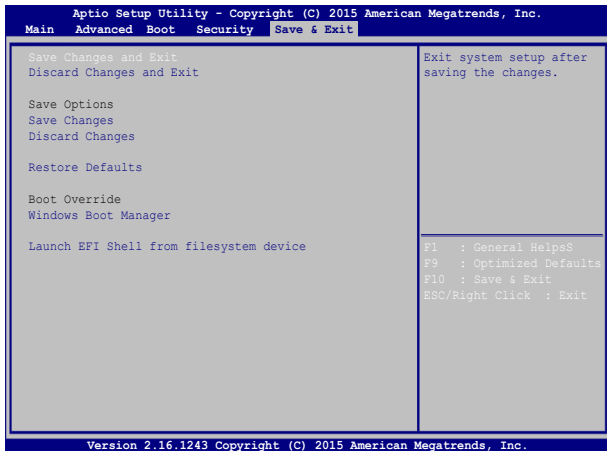 Aptio Setup Utility - Copyright (C) 2015 American Megatrends, Inc.
Main Advanced Boot Security Save & Exit
Save Changes and Exit
Discard Changes and Exit
Save Options
Save Changes
Discard Changes
Restore Defaults
Boot Override
Windows Boot Manager
Launch EFI Shell from filesystem device
Exit system setup after
saving the changes.
F1 : General HelpsS
F9 : Optimized Defaults
F10 : Save & Exit
ESC/Right Click : Exit
Version 2.16.1243 Copyright (C) 2015 American Megatrends, Inc.